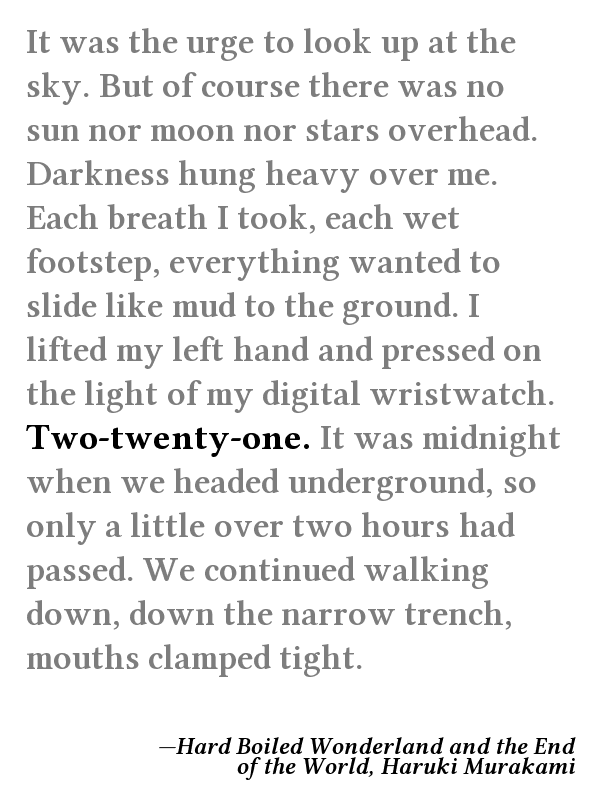 It was the urge to look up at the
sky. But of course there was no
sun nor moon nor stars overhead.
Darkness hung heavy over me.
Each breath I took, each wet
footstep, everything wanted to
slide like mud to the ground. I
lifted my left hand and pressed on
the light of my digital wristwatch.
Two-twenty-one. It was midnight
when we headed underground, so
only a little over two hours had
passed. We continued walking
down, down the narrow trench,
mouths clamped tight.
—Hard Boiled Wonderland and the End
of the World, Haruki Murakami